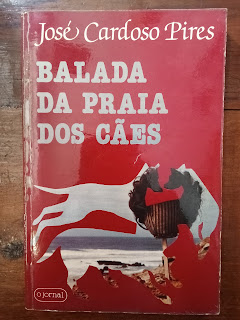 José Cardoso Pires
BALADA
DA PRAIA
DOS CÃES
o jornal